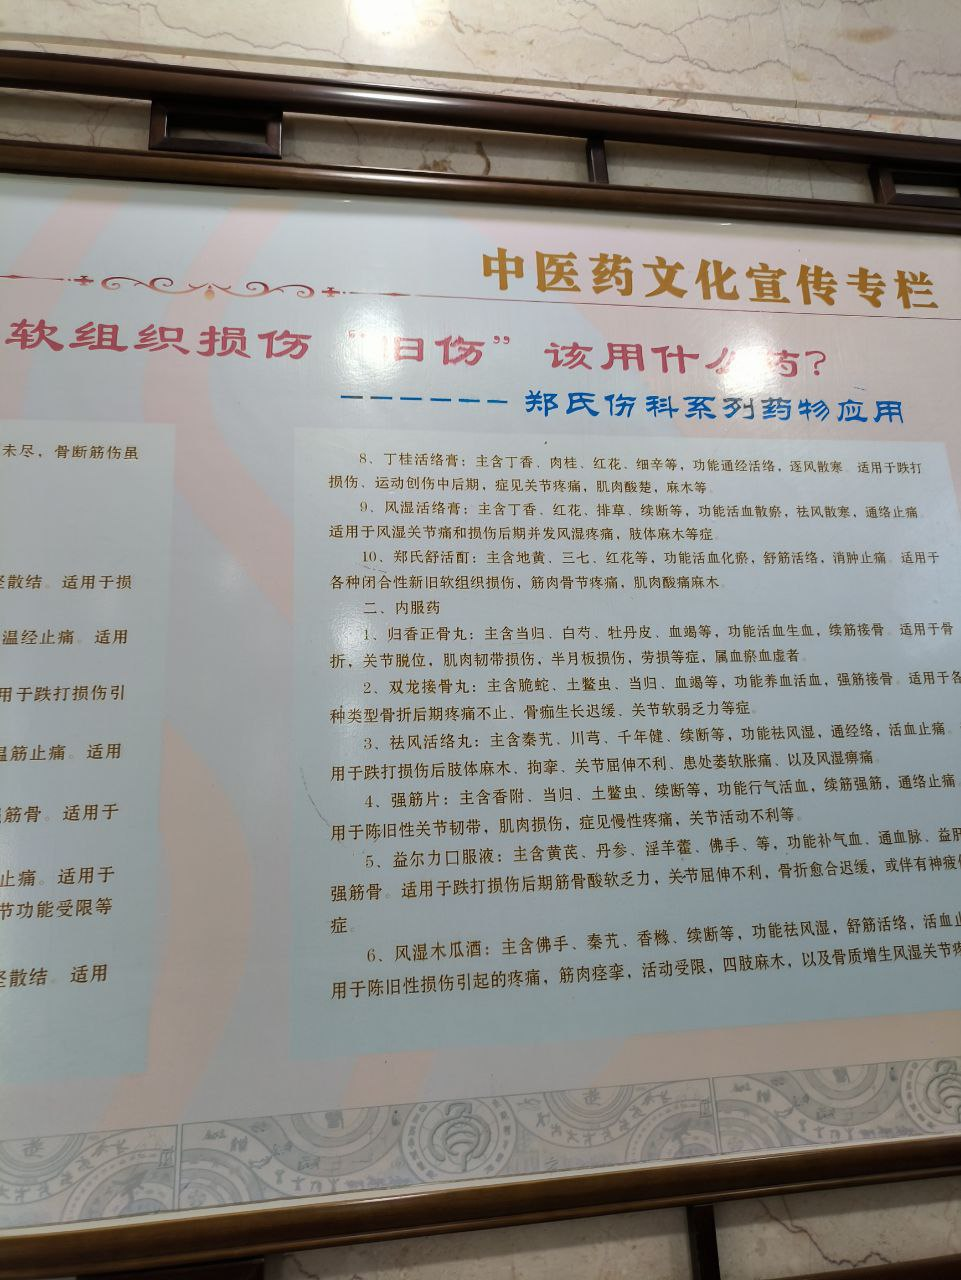 中医药文化宣传专栏
软组织损伤“旧伤”该用什么药？
------郑氏伤科系列药物应用
未尽，骨断筋伤虽
坚散结。适用于损
温经止痛。适用
用于跌打损伤引
温筋止痛。适用
强筋骨。适用于
止痛。适用于
节功能受限等
坚散结。适用
8、丁桂活络膏：主含丁香、肉桂、红花、细辛等，功能通经活络，逐风散寒。适用于跌打
损伤、运动创伤中后期，症见关节疼痛，肌肉酸楚，麻木等。
9、风湿活络膏：主含丁香、红花、排草、续断等，功能活血散瘀，祛风散寒，通络止痛。
适用于风湿关节痛和损伤后期并发风湿疼痛，肢体麻木等症。
10、郑氏舒活酊：主含地黄、三七、红花等，功能活血化瘀，舒筋活络，消肿止痛。适用于
各种闭合性新旧软组织损伤，筋肉骨节疼痛，肌肉酸痛麻木。
二、内服药
1、归香正骨丸：主含当归、白芍、牡丹皮、血竭等，功能活血生血，续筋接骨。适用于骨
折，关节脱位，肌肉韧带损伤，半月板损伤，劳损等症，属血瘀血虚者。
2、双龙接骨丸：主含脆蛇、土鳖虫、当归、血竭等，功能养血活血，强筋接骨。适用于各
种类型骨折后期疼痛不止、骨痂生长迟缓、关节软弱乏力等症。
3、祛风活络丸：主含秦艽、川芎、千年健、续断等，功能祛风湿，通经络，活血止痛。
用于跌打损伤后肢体麻木、拘挛、关节屈伸不利、患处萎软胀痛、以及风湿痹痛。
4、强筋片：主含香附、当归、土鳖虫、续断等，功能行气活血，续筋强筋，通络止痛。
用于陈旧性关节韧带，肌肉损伤，症见慢性疼痛，关节活动不利等。
5、益尔力口服液：主含黄芪、丹参、淫羊藿、佛手、等，功能补气血、通血脉、益肝
强筋骨。适用于跌打损伤后期筋骨酸软乏力，关节屈伸不利，骨折愈合迟缓，或伴有神疲
症。
6、风湿木瓜酒：主含佛手、秦艽、香橼、续断等，功能祛风湿，舒筋活络，活血止
用于陈旧性损伤引起的疼痛，筋肉痉挛，活动受限，四肢麻木，以及骨质增生风湿关节疼